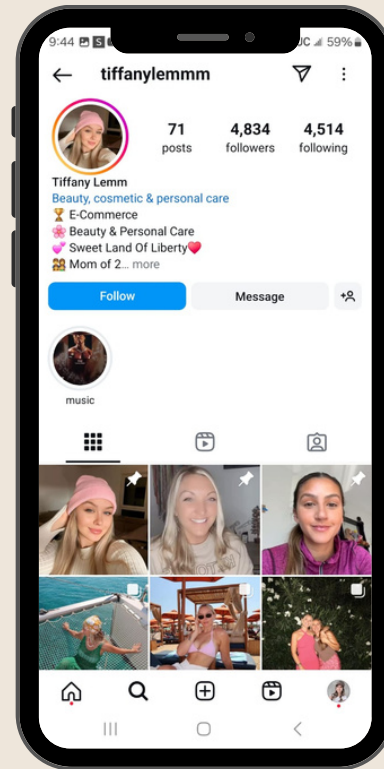 9:44
UC 59%
tiffanylemmm
71 4,834 4,514
posts followers following
Tiffany Lemm
Beauty, cosmetic & personal care
🏆 E-Commerce
🌸 Beauty & Personal Care
💕 Sweet Land Of Liberty❤️
👨‍👩‍👧‍👦 Mom of 2... more
Follow Message
music